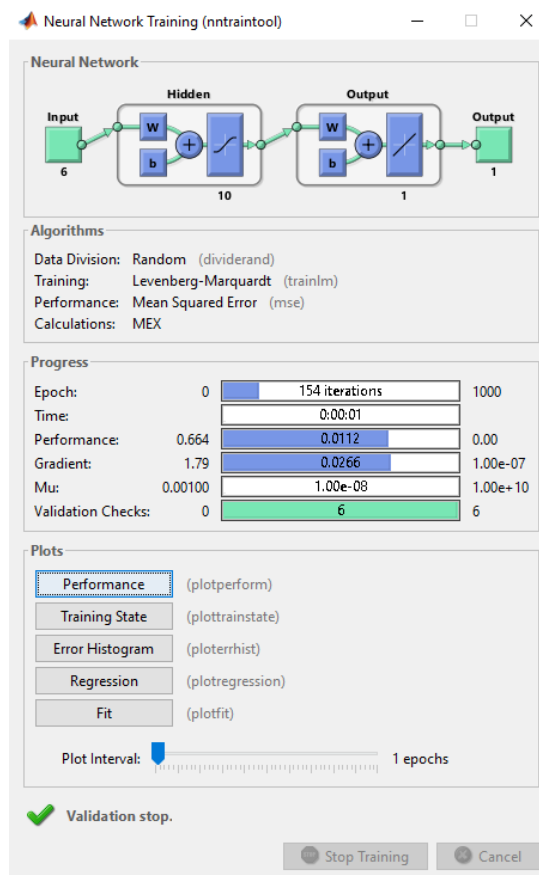 Neural Network Training (nntraintool)
Neural Network
Hidden Output
Input Output
W W
b b
6 10 1 1
Algorithms
Data Division: Random (dividerand)
Training: Levenberg-Marquardt (trainlm)
Performance: Mean Squared Error (mse)
Calculations: MEX
Progress
Epoch: 0 154 iterations 1000
Time: 0:00:01
Performance: 0.664 0.0112 0.00
Gradient: 1.79 0.0266 1.00e-07
Mu: 0.00100 1.00e-08 1.00e+10
Validation Checks: 0 6 6
Plots
Performance (plotperform)
Training State (plottrainstate)
Error Histogram (ploterrhist)
Regression (plotregression)
Fit (plotfit)
Plot Interval: 1 epochs
Validation stop.
Stop Training Cancel